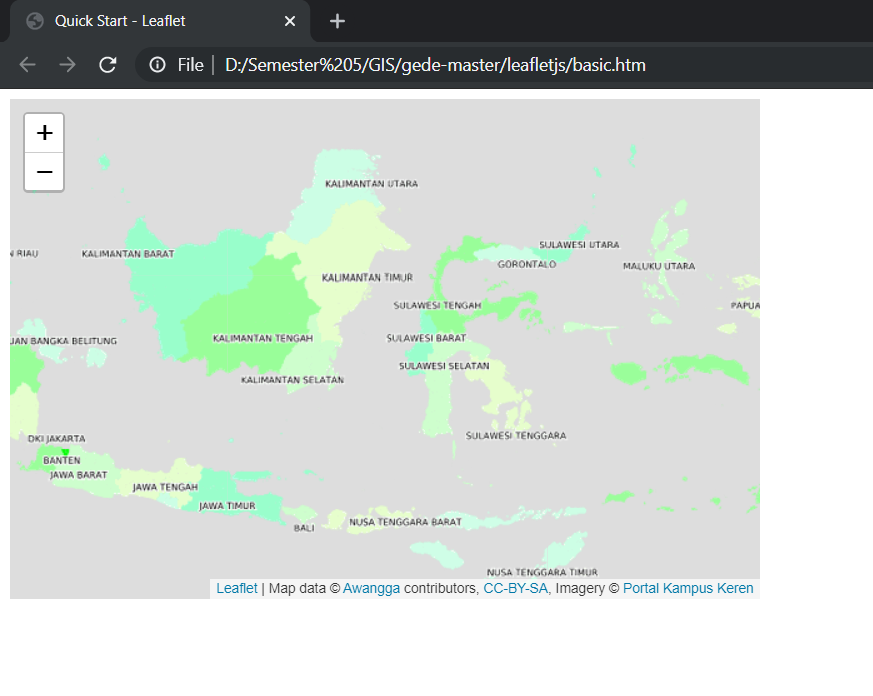 Quick Start - Leaflet
File | D:/Semester%205/GIS/gede-master/leafletjs/basic.htm
+
−
KALIMANTAN UTARA
SULAWESI UTARA
N RIAU
KALIMANTAN BARAT
GORONTALO
MALUKU UTARA
KALIMANTAN TIMUR
SULAWESI TENGAH
PAPUA
UAN BANGKA BELITUNG
KALIMANTAN TENGAH
SULAWESI BARAT
SULAWESI SELATAN
KALIMANTAN SELATAN
DKI JAKARTA
SULAWESI TENGGARA
BANTEN
JAWA BARAT
JAWA TENGAH
JAWA TIMUR
BALI
NUSA TENGGARA BARAT
NUSA TENGGARA TIMUR
Leaflet | Map data © Awangga contributors, CC-BY-SA, Imagery © Portal Kampus Keren